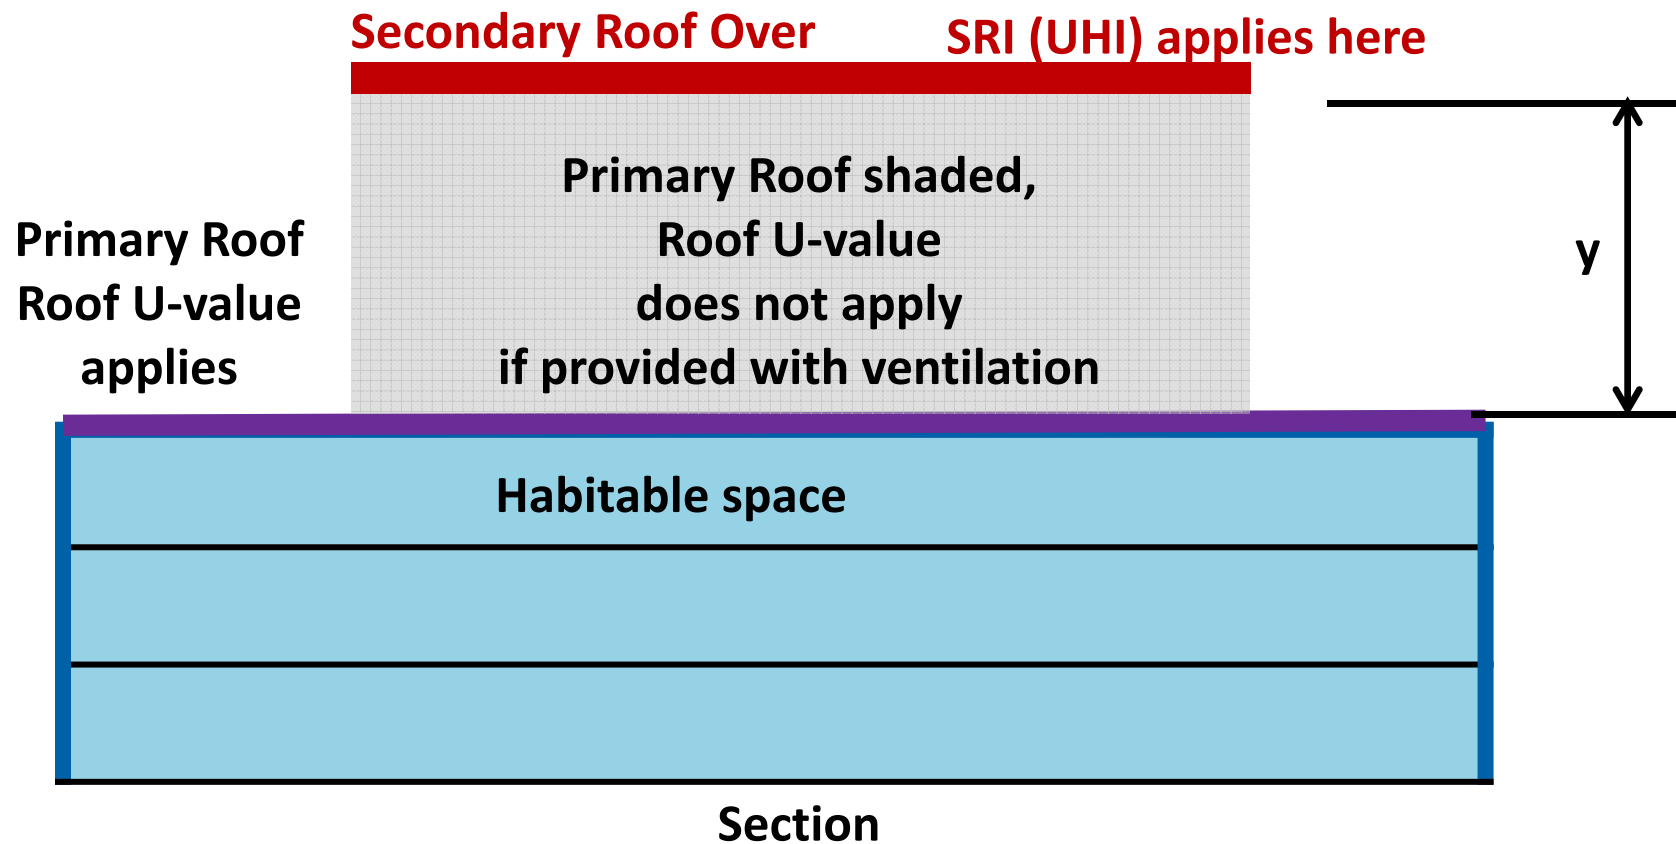 Secondary Roof Over
SRI (UHI) applies here
Primary Roof shaded,
Roof U-value
does not apply
if provided with ventilation
Primary Roof
Roof U-value
applies
y
Habitable space
Section